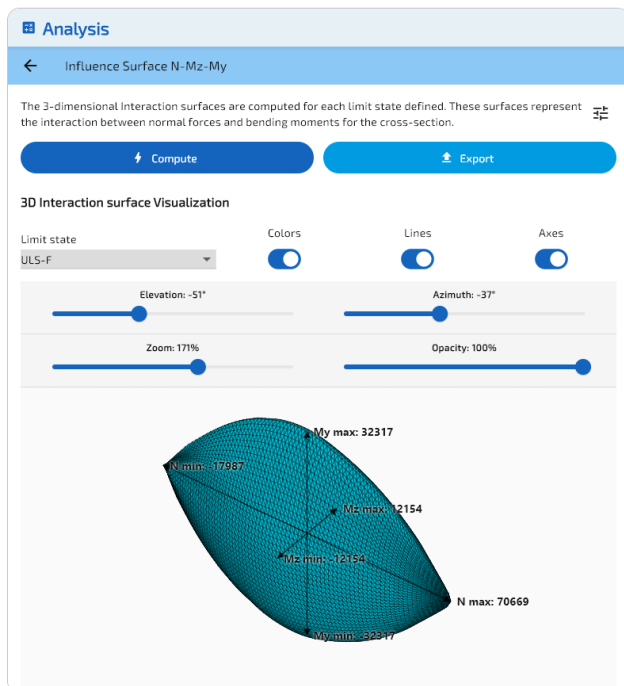 Analysis
Influence Surface N-Mz-My
The 3-dimensional Interaction surfaces are computed for each limit state defined. These surfaces represent
the interaction between normal forces and bending moments for the cross-section.
Compute
Export
3D Interaction surface Visualization
Limit state
Colors
Lines
Axes
ULS-F
Elevation: -51°
Azimuth: -37°
Zoom: 171%
Opacity: 100%
My max: 32317
N min: -17987
Mz max: 12154
Mz min: -12154
N max: 70669
My min: -32317